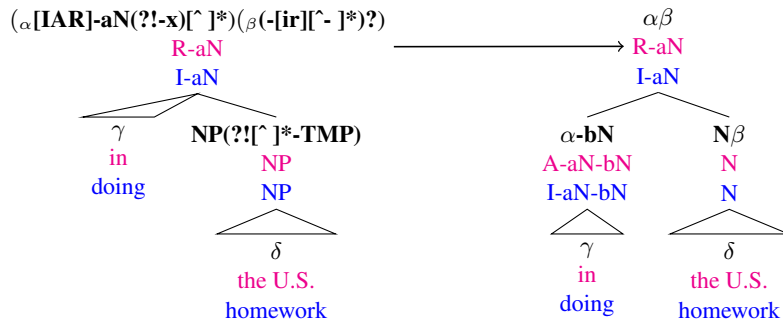 (α[IAR]-aN(?!-x)[^ ]*)(β(-[ir][^- ]*)?) αβ
R-aN R-aN
I-aN I-aN
γ NP(?![^ ]*-TMP) α-bN Nβ
in NP A-aN-bN N
doing NP I-aN-bN N
δ γ δ
the U.S. in the U.S.
homework doing homework